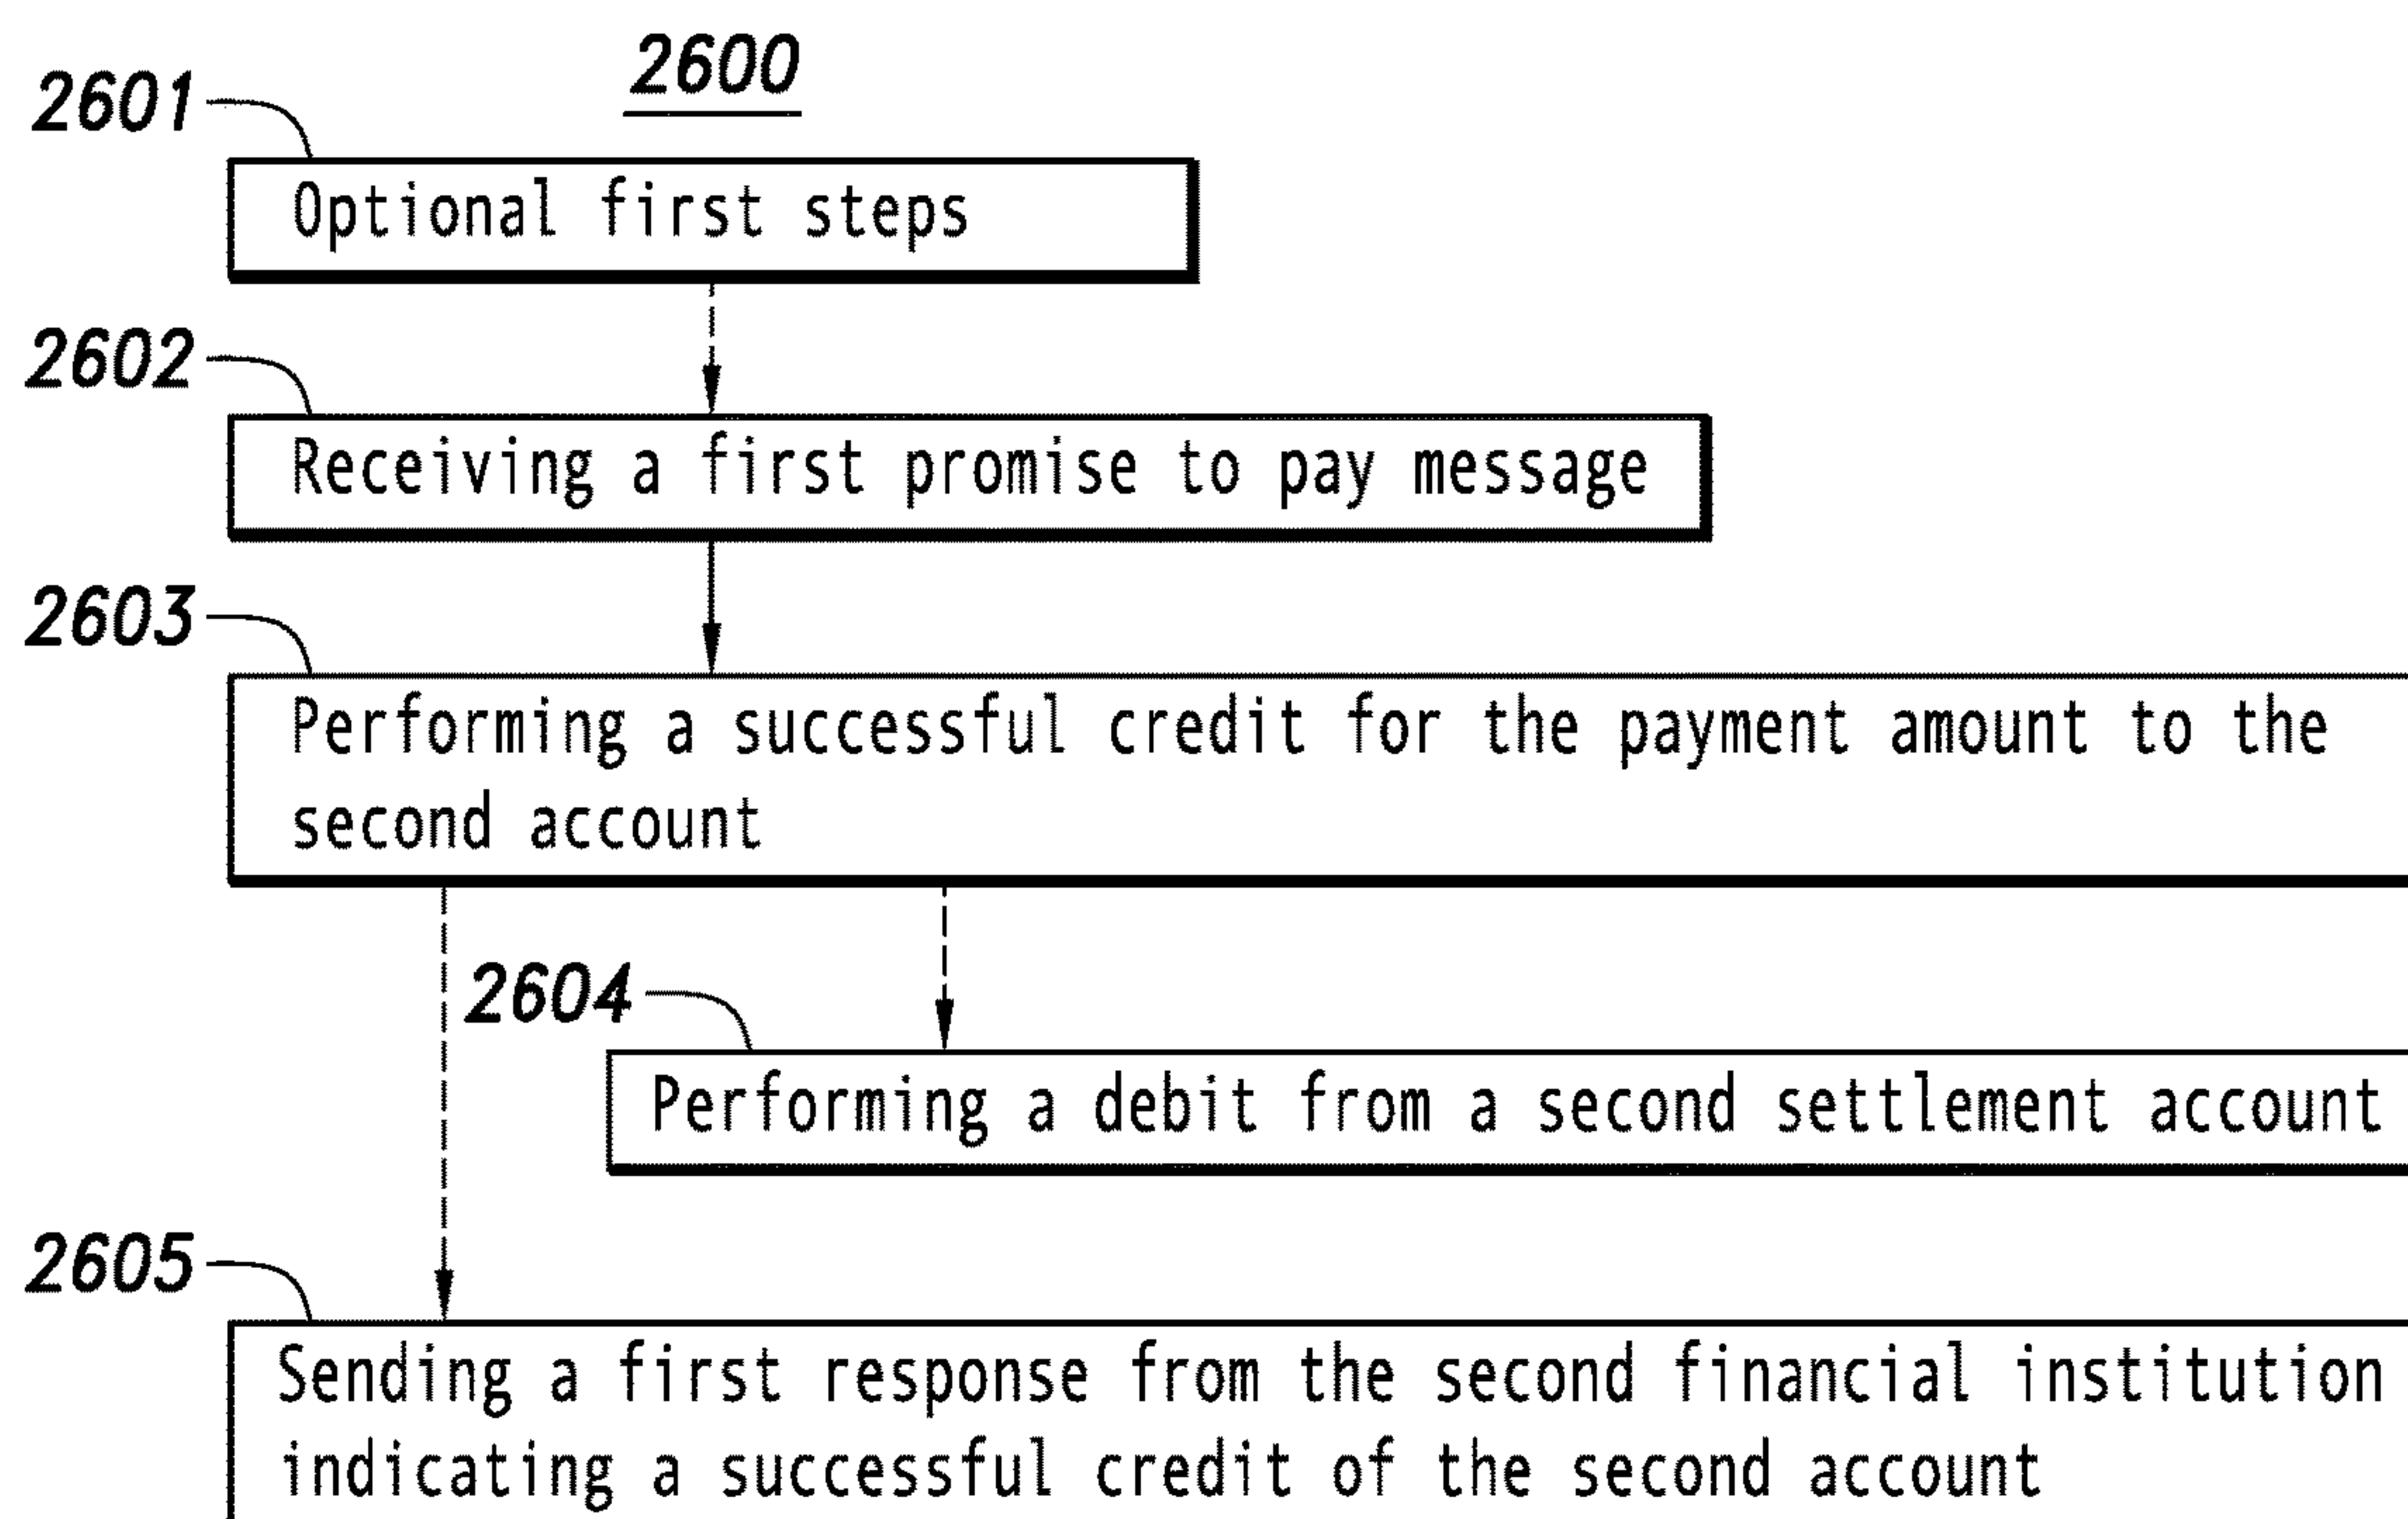 2600
2601
Optional first steps
2602
Receiving a first promise to pay message
2603
Performing a successful credit for the payment amount to the
second account
2604
Performing a debit from a second settlement account
2605
Sending a first response from the second financial institution
indicating a successful credit of the second account